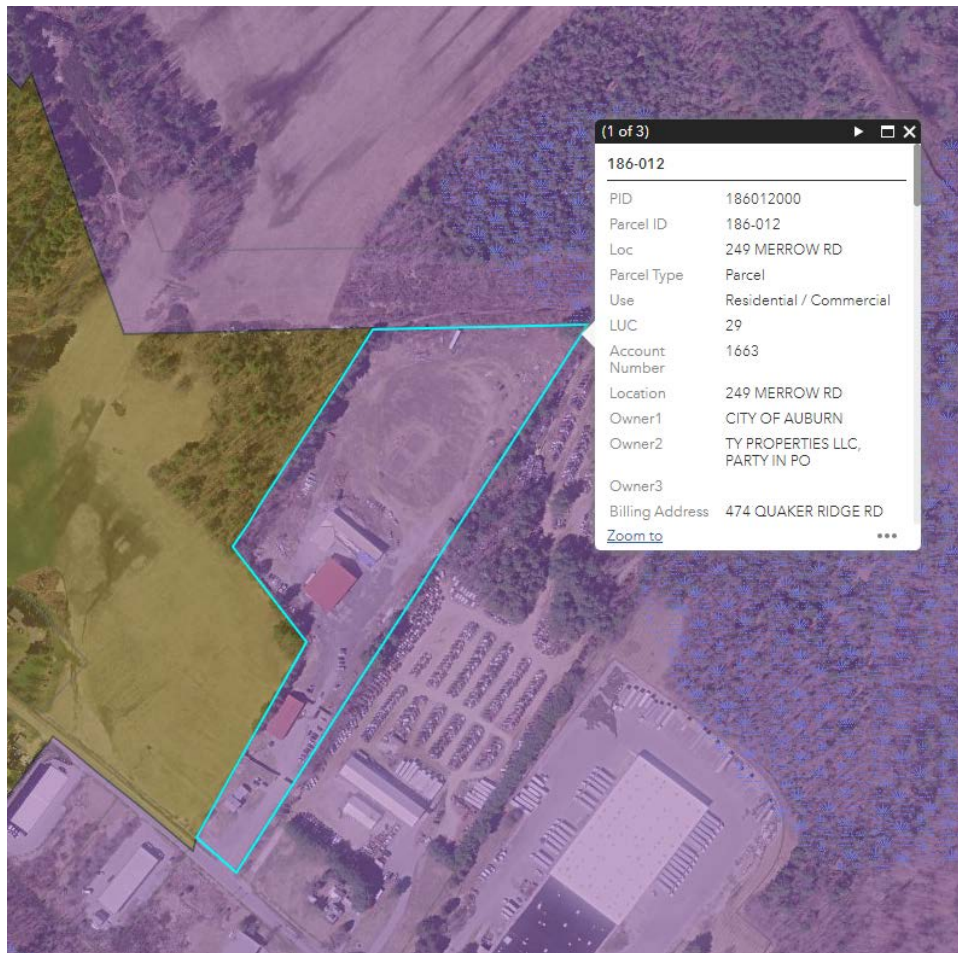 (1 of 3)
186-012
PID 186012000
Parcel ID 186-012
Loc 249 MERROW RD
Parcel Type Parcel
Use Residential / Commercial
LUC 29
Account 1663
Number
Location 249 MERROW RD
Owner1 CITY OF AUBURN
Owner2 TY PROPERTIES LLC,
PARTY IN PO
Owner3
Billing Address 474 QUAKER RIDGE RD
Zoom to